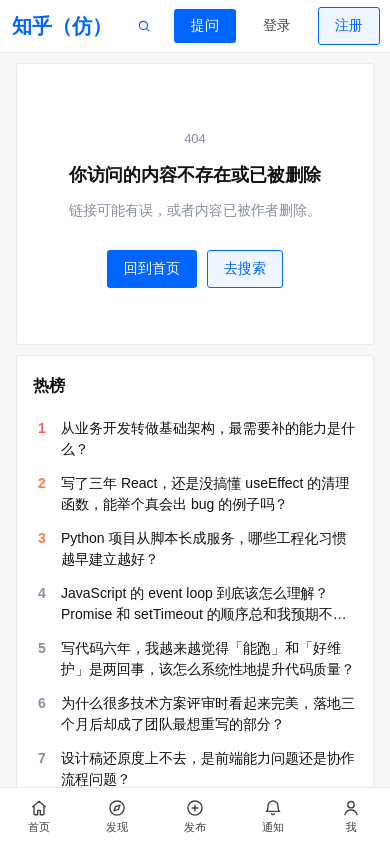 知乎（仿）
提问
登录
注册
404
你访问的内容不存在或已被删除
链接可能有误，或者内容已被作者删除。
回到首页
去搜索
热榜
1 从业务开发转做基础架构，最需要补的能力是什
么？
2 写了三年 React，还是没搞懂 useEffect 的清理
函数，能举个真会出 bug 的例子吗？
3 Python 项目从脚本长成服务，哪些工程化习惯
越早建立越好？
4 JavaScript 的 event loop 到底该怎么理解？
Promise 和 setTimeout 的顺序总和我预期不…
5 写代码六年，我越来越觉得「能跑」和「好维
护」是两回事，该怎么系统性地提升代码质量？
6 为什么很多技术方案评审时看起来完美，落地三
个月后却成了团队最想重写的部分？
7 设计稿还原度上不去，是前端能力问题还是协作
流程问题？
首页
发现
发布
通知
我